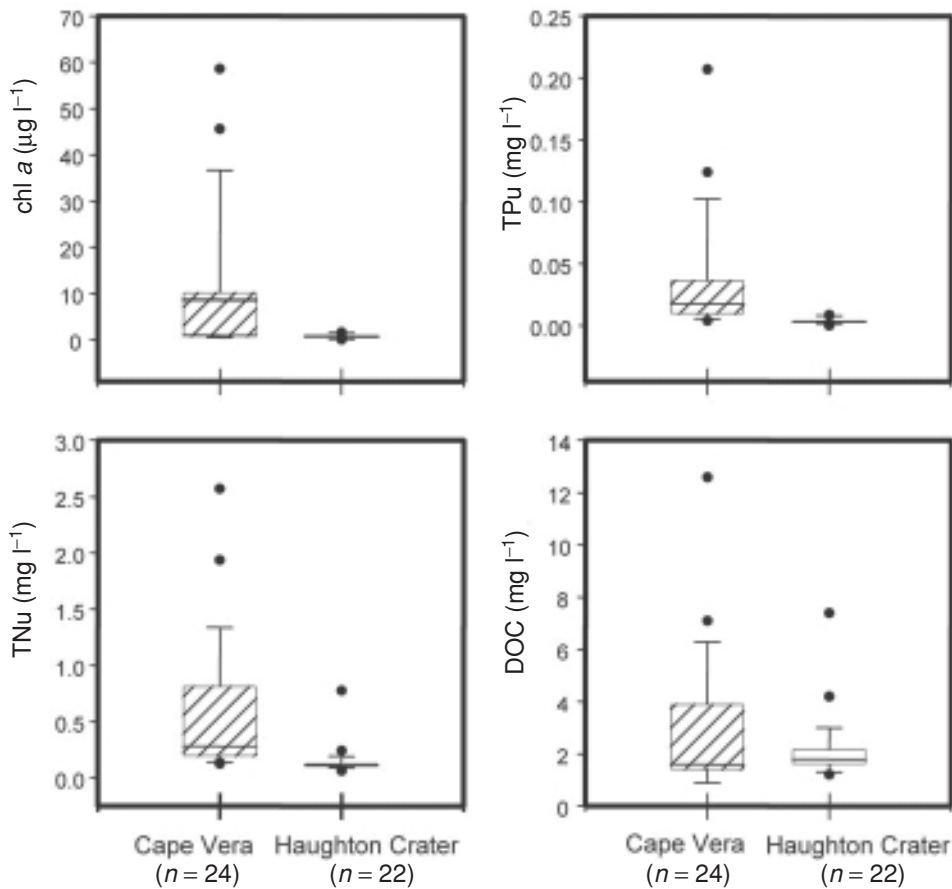 chl a (µg l⁻¹)
70
60
50
40
30
20
10
0
TPu (mg l⁻¹)
0.25
0.20
0.15
0.10
0.05
0.00
TNu (mg l⁻¹)
3.0
2.5
2.0
1.5
1.0
0.5
0.0
Cape Vera
(n = 24)
Haughton Crater
(n = 22)
DOC (mg l⁻¹)
14
12
10
8
6
4
2
0
Cape Vera
(n = 24)
Haughton Crater
(n = 22)